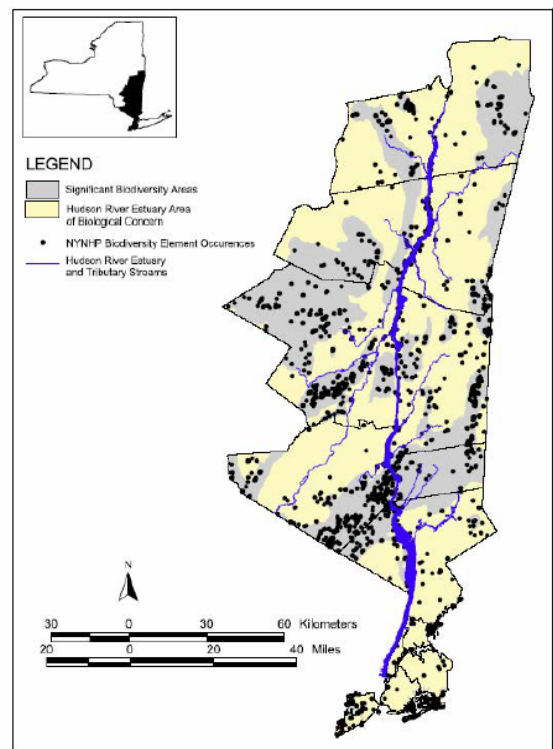 LEGEND
Significant Biodiversity Areas
Hudson River Estuary Area
of Biological Concern
NYNHP Biodiversity Element Occurences
Hudson River Estuary
and Tributary Streams
N
30 0 30 60 Kilometers
20 0 20 40 Miles